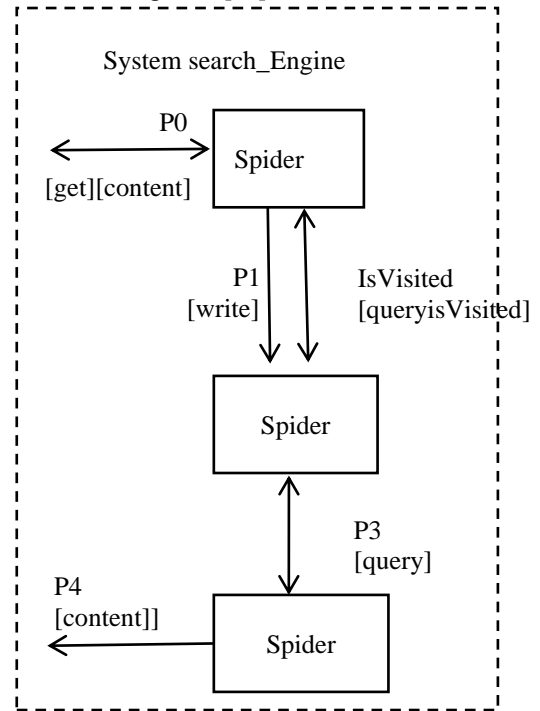 System search_Engine
P0
Spider
[get][content]
P1
[write]
IsVisited
[queryisVisited]
Spider
P3
[query]
P4
[content]]
Spider